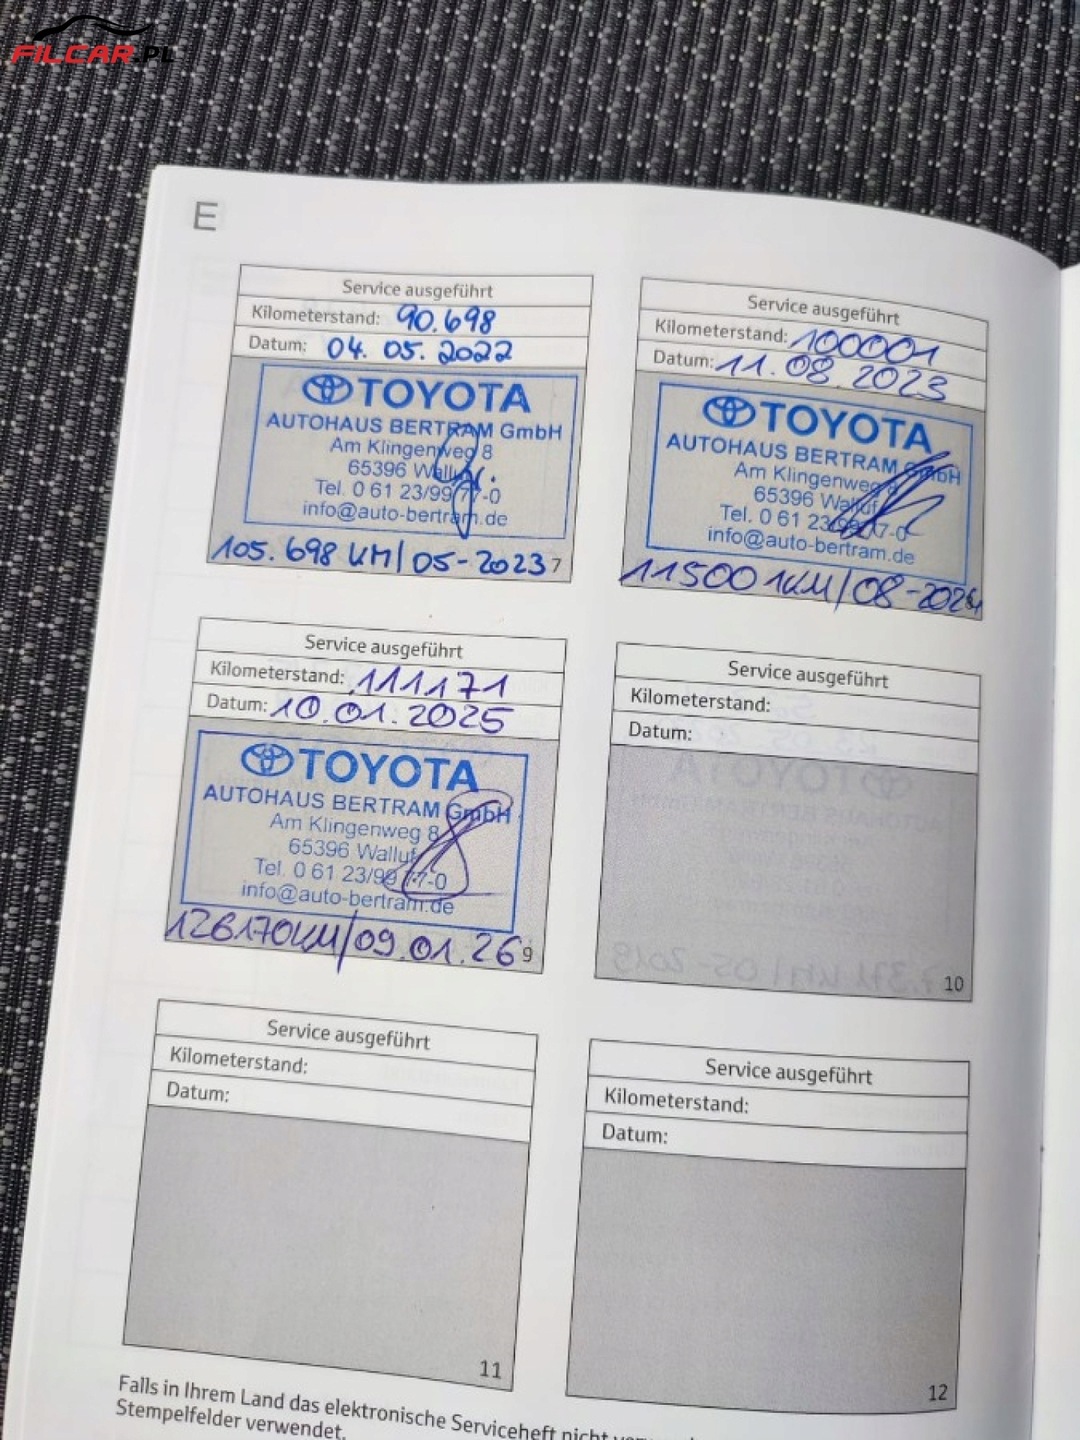 FILCAR.PL
E
Service ausgeführt
Kilometerstand: 90.698
Datum: 04. 05. 2022
TOYOTA
AUTOHAUS BERTRAM GmbH
Am Klingenweg 8
65396 Walluf
Tel. 0 61 23/99 77-0
info@auto-bertram.de
105. 698 KM/ 05-2023
7
Service ausgeführt
Kilometerstand: 100001
Datum: 11. 08. 2023
TOYOTA
AUTOHAUS BERTRAM GmbH
Am Klingenweg 8
65396 Walluf
Tel. 0 61 23/99 77-0
info@auto-bertram.de
115001KM/08-2024
Service ausgeführt
Kilometerstand: 111171
Datum: 10.01.2025
TOYOTA
AUTOHAUS BERTRAM GmbH
Am Klingenweg 8
65396 Walluf
Tel. 0 61 23/99 77-0
info@auto-bertram.de
126170KM/09.01.26
9
Service ausgeführt
Kilometerstand:
Datum:
10
Service ausgeführt
Kilometerstand:
Datum:
11
Service ausgeführt
Kilometerstand:
Datum:
12
Falls in Ihrem Land das elektronische Serviceheft nicht
Stempelfelder verwendet.